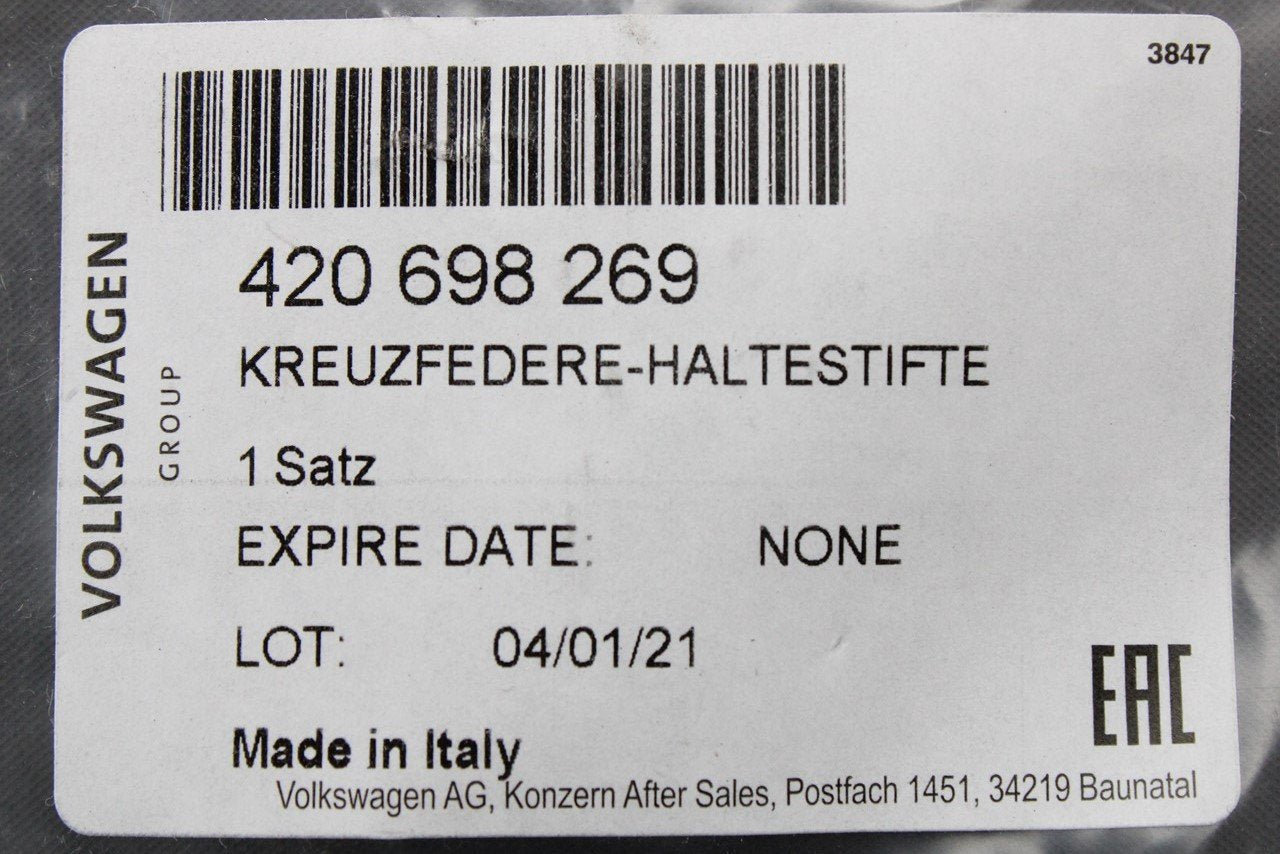 3847
VOLKSWAGEN
GROUP
420 698 269
KREUZFEDERE-HALTESTIFTE
1 Satz
EXPIRE DATE: NONE
LOT: 04/01/21
EAC
Made in Italy
Volkswagen AG, Konzern After Sales, Postfach 1451, 34219 Baunatal